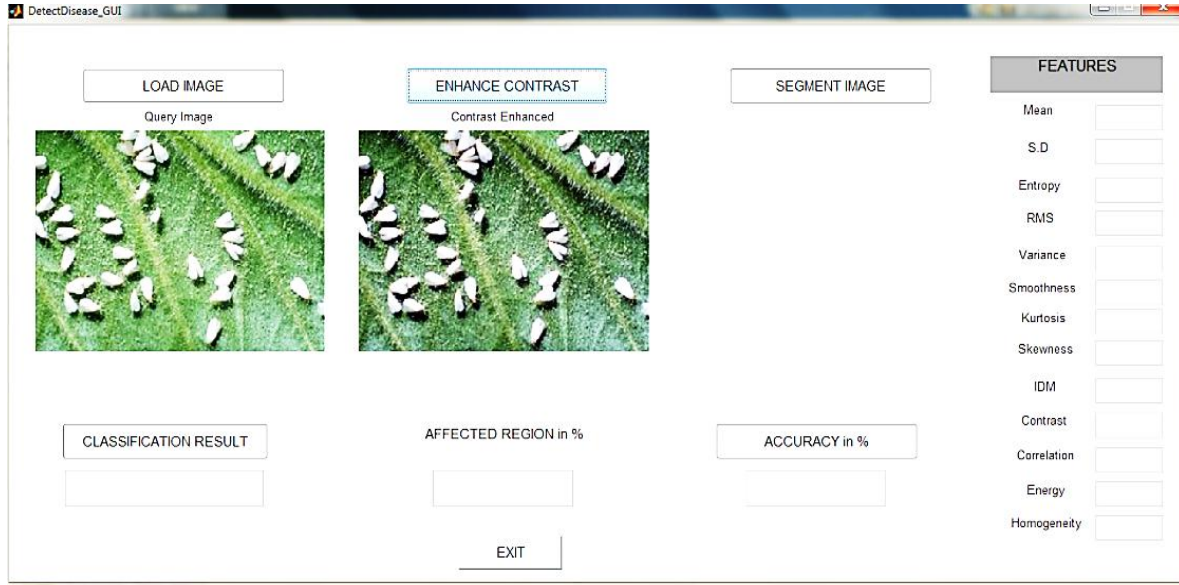 DetectDisease_GUI
LOAD IMAGE
ENHANCE CONTRAST
SEGMENT IMAGE
Query Image
Contrast Enhanced
CLASSIFICATION RESULT
AFFECTED REGION in %
ACCURACY in %
EXIT
FEATURES
Mean
S.D
Entropy
RMS
Variance
Smoothness
Kurtosis
Skewness
IDM
Contrast
Correlation
Energy
Homogeneity